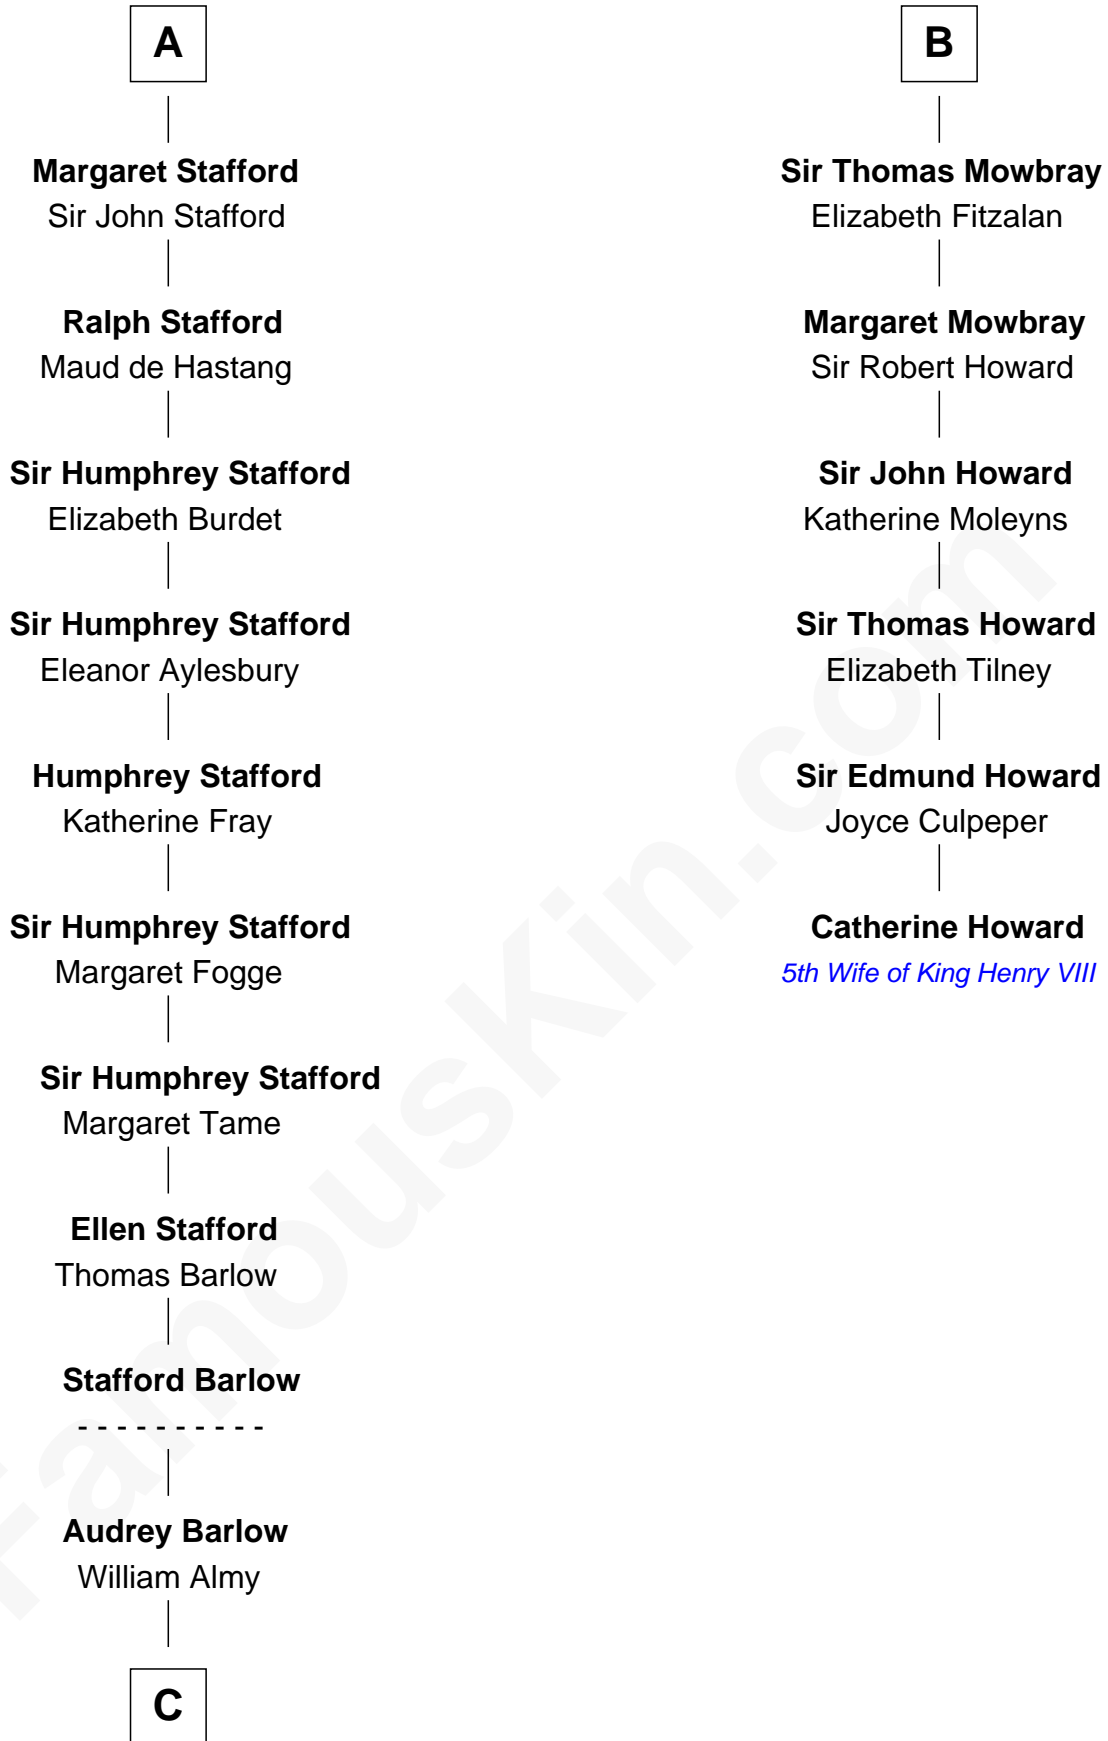 A
Margaret Stafford
Sir John Stafford
Ralph Stafford
Maud de Hastang
Sir Humphrey Stafford
Elizabeth Burdet
Sir Humphrey Stafford
Eleanor Aylesbury
Humphrey Stafford
Katherine Fray
Sir Humphrey Stafford
Margaret Fogge
Sir Humphrey Stafford
Margaret Tame
Ellen Stafford
Thomas Barlow
Stafford Barlow
- - - - - - - - - -
Audrey Barlow
William Almy
C
B
Sir Thomas Mowbray
Elizabeth Fitzalan
Margaret Mowbray
Sir Robert Howard
Sir John Howard
Katherine Moleyns
Sir Thomas Howard
Elizabeth Tilney
Sir Edmund Howard
Joyce Culpeper
Catherine Howard
5th Wife of King Henry VIII
FamousKin.com